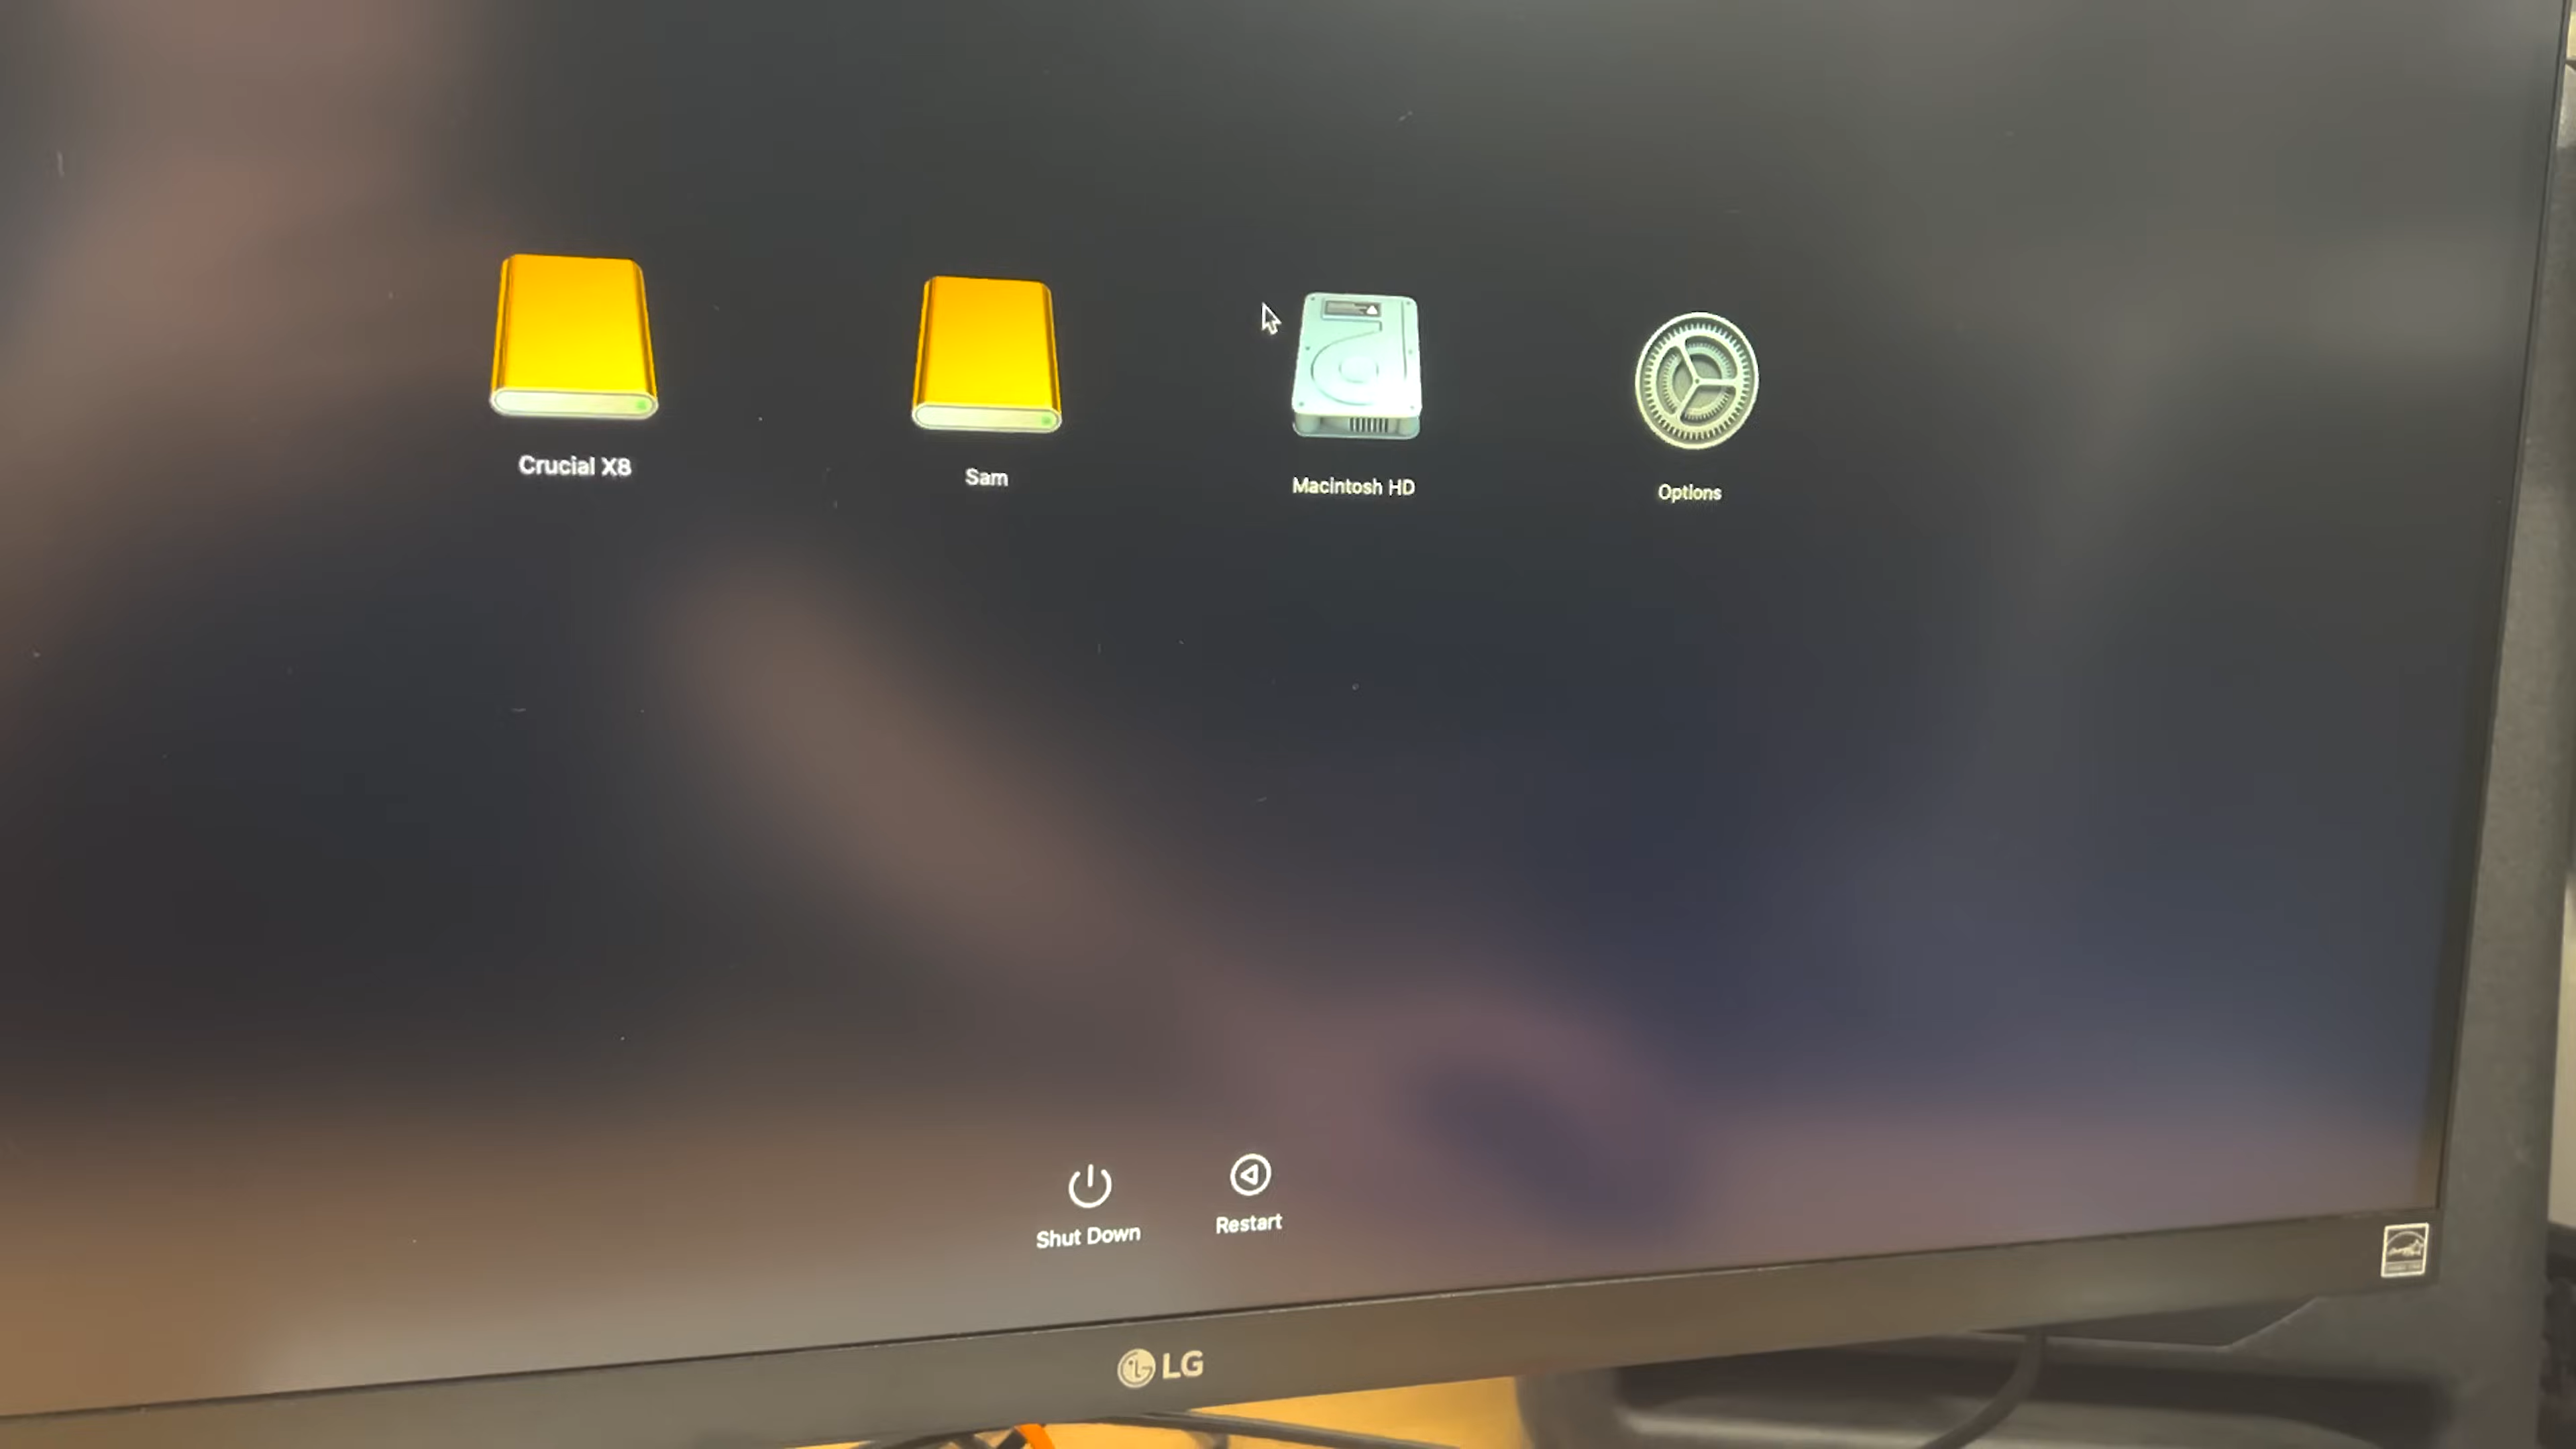 Crucial X8
Sam
Macintosh HD
Options
Shut Down
Restart
LG